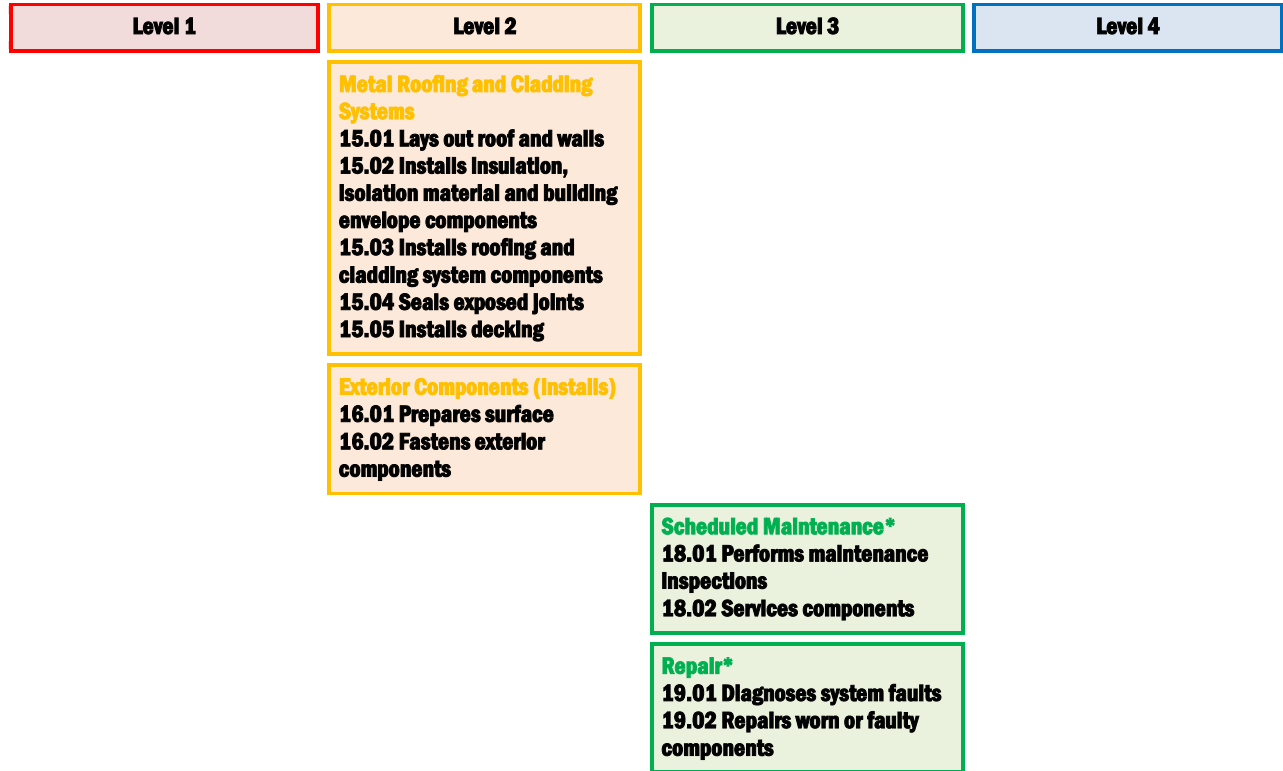 Level 1
Level 2
Level 3
Level 4
Metal Roofing and Cladding
Systems
15.01 Lays out roof and walls
15.02 Installs insulation,
isolation material and building
envelope components
15.03 Installs roofing and
cladding system components
15.04 Seals exposed joints
15.05 Installs decking
Exterior Components (Installs)
16.01 Prepares surface
16.02 Fastens exterior
components
Scheduled Maintenance*
18.01 Performs maintenance
inspections
18.02 Services components
Repair*
19.01 Diagnoses system faults
19.02 Repairs worn or faulty
components